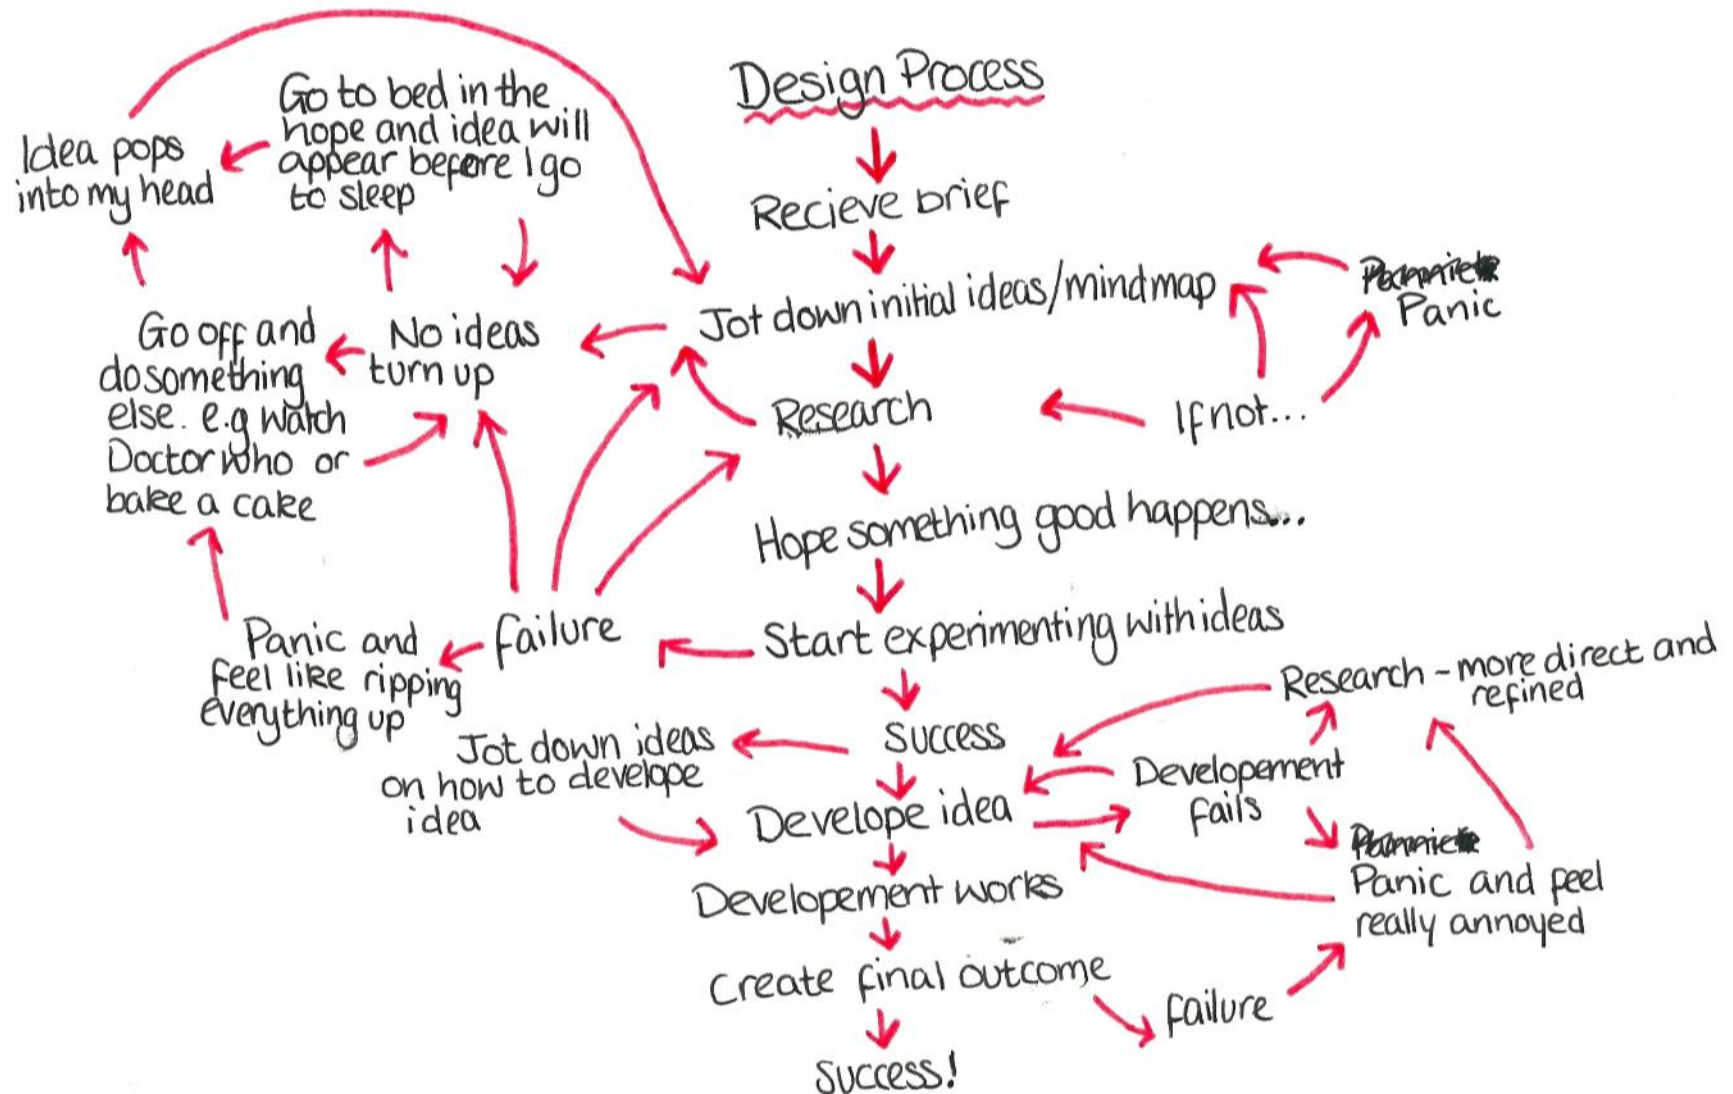 Design Process
Recieve brief
Jot down initial ideas/mindmap
Research
Hope something good happens...
Start experimenting with ideas
Success
Develope idea
Developement works
Create final outcome
Success!
Idea pops
into my head
Go to bed in the
hope and idea will
appear before I go
to sleep
No ideas
turn up
Go off and
do something
else. e.g Watch
Doctor Who or
bake a cake
failure
Panic and
feel like ripping
everything up
Jot down ideas
on how to develope
idea
Panic
If not...
Research - more direct and
refined
Developement
fails
Panic and feel
really annoyed
failure